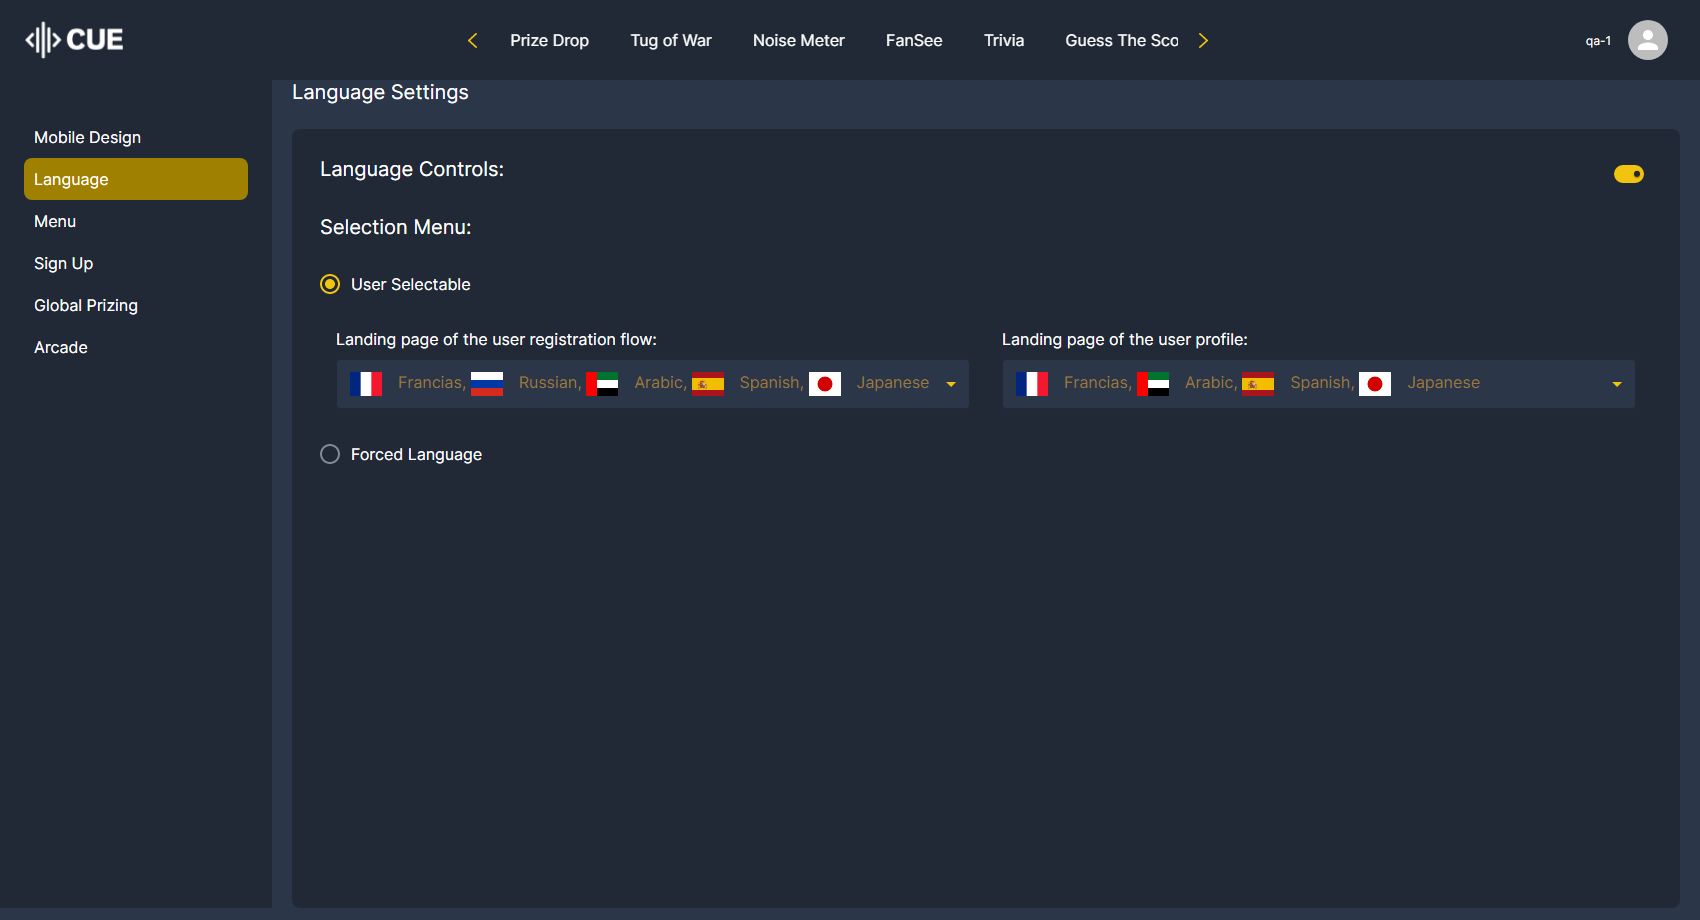 CUE
Prize Drop Tug of War Noise Meter FanSee Trivia Guess The Sco
qa-1
Mobile Design
Language
Menu
Sign Up
Global Prizing
Arcade
Language Settings
Language Controls:
Selection Menu:
User Selectable
Landing page of the user registration flow:
Francias, Russian, Arabic, Spanish, Japanese
Landing page of the user profile:
Francias, Arabic, Spanish, Japanese
Forced Language